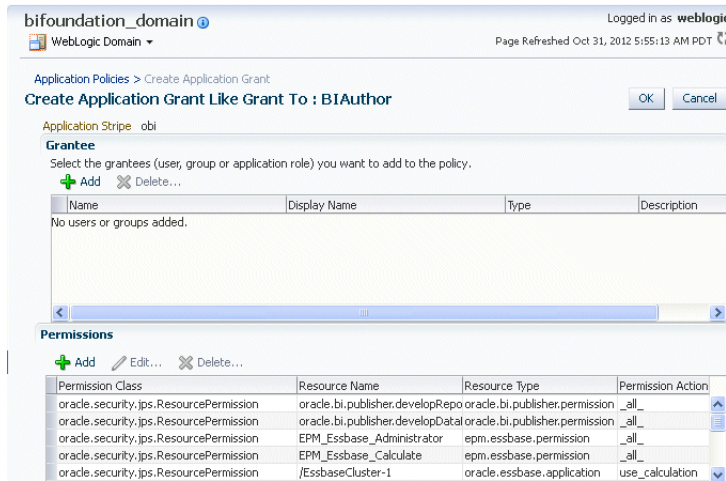 bifoundation_domain
Logged in as weblogic
WebLogic Domain
Page Refreshed Oct 31, 2012 5:55:13 AM PDT
Application Policies > Create Application Grant
Create Application Grant Like Grant To : BIAuthor
OK Cancel
Application Stripe obi
Grantee
Select the grantees (user, group or application role) you want to add to the policy.
Add Delete...
Name Display Name Type Description
No users or groups added.
Permissions
Add Edit... Delete...
Permission Class Resource Name Resource Type Permission Action
oracle.security.jps.ResourcePermission oracle.bi.publisher.developRepo oracle.bi.publisher.permission _all_
oracle.security.jps.ResourcePermission oracle.bi.publisher.developData oracle.bi.publisher.permission _all_
oracle.security.jps.ResourcePermission EPM_Essbase_Administrator epm.essbase.permission _all_
oracle.security.jps.ResourcePermission EPM_Essbase_Calculate epm.essbase.permission _all_
oracle.security.jps.ResourcePermission /EssbaseCluster-1 oracle.essbase.application use_calculation